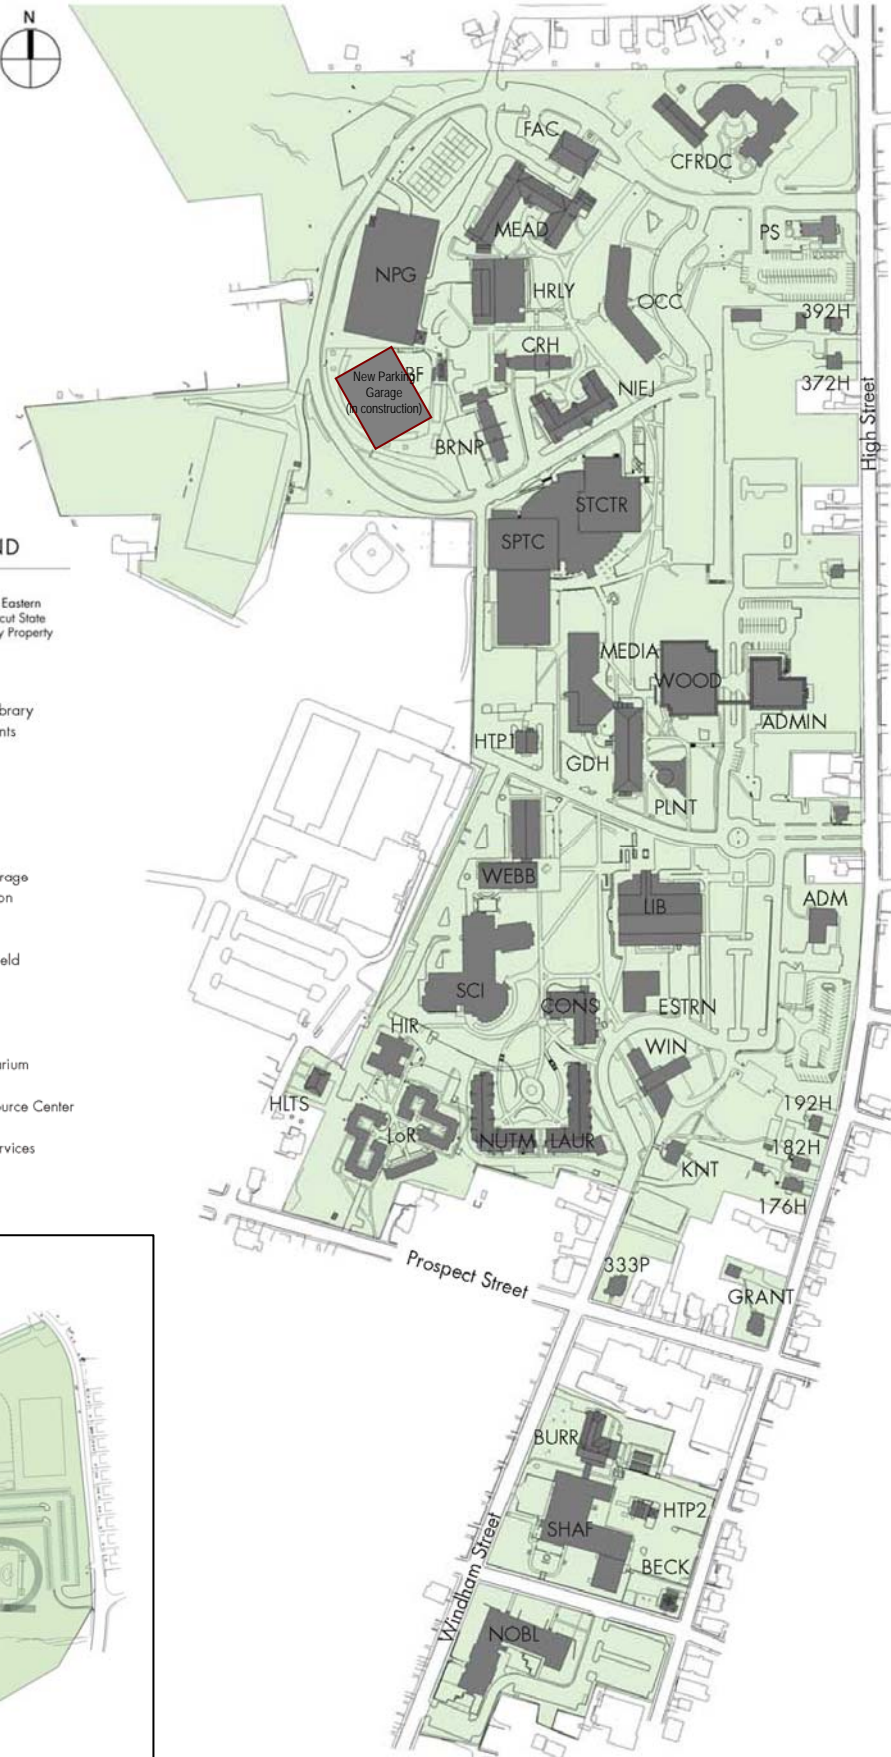 N
FAC
CFRDC
MEAD
PS
NPG
HRLY
OCC
392H
CRH
BF
New Parking
Garage
(in construction)
372H
NIEJ
High Street
BRNP
STCTR
SPTC
ND
Eastern
cut State
y Property
MEDIA
WOOD
brary
nts
ADMIN
HTP1
GDH
PLNT
WEBB
rage
on
LIB
ADM
eld
SCI
CONS
ESTRN
HIR
WIN
arium
HLTS
192H
ource Center
LoR
NUTM
LAUR
182H
rvices
KNT
176H
Prospect Street
333P
GRANT
BURR
HTP2
SHAF
BECK
Windham Street
NOBL